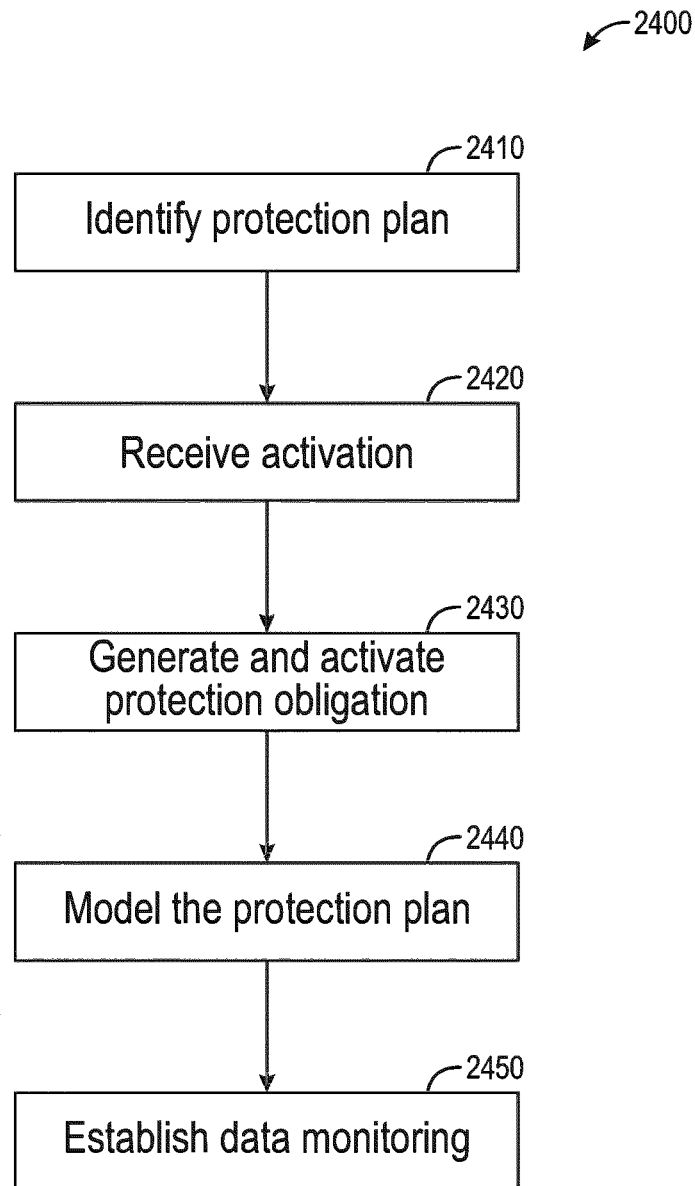 2400
2410
Identify protection plan
2420
Receive activation
2430
Generate and activate
protection obligation
2440
Model the protection plan
2450
Establish data monitoring